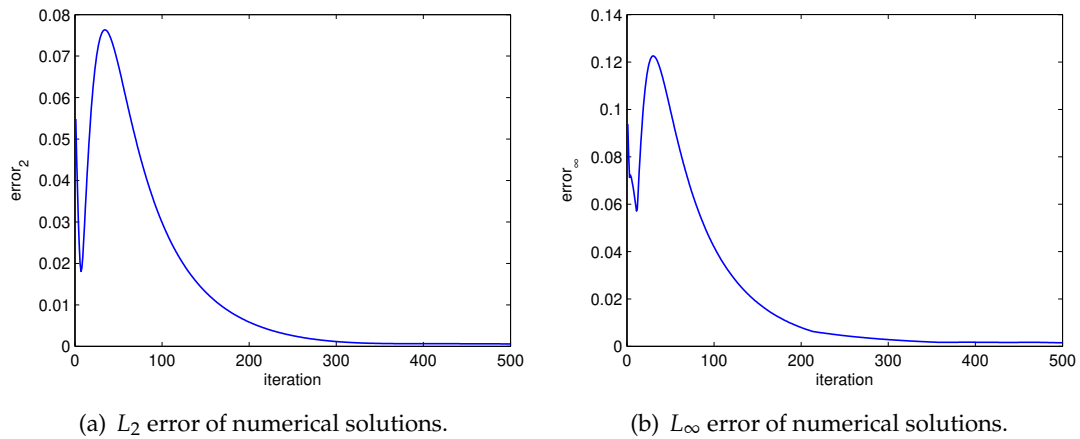 0.08
0.07
0.06
0.05
0.04
0.03
0.02
0.01
0
error₂
0 100 200 300 400 500
iteration
(a) L₂ error of numerical solutions.
0.14
0.12
0.1
0.08
0.06
0.04
0.02
0
error∞
0 100 200 300 400 500
iteration
(b) L∞ error of numerical solutions.